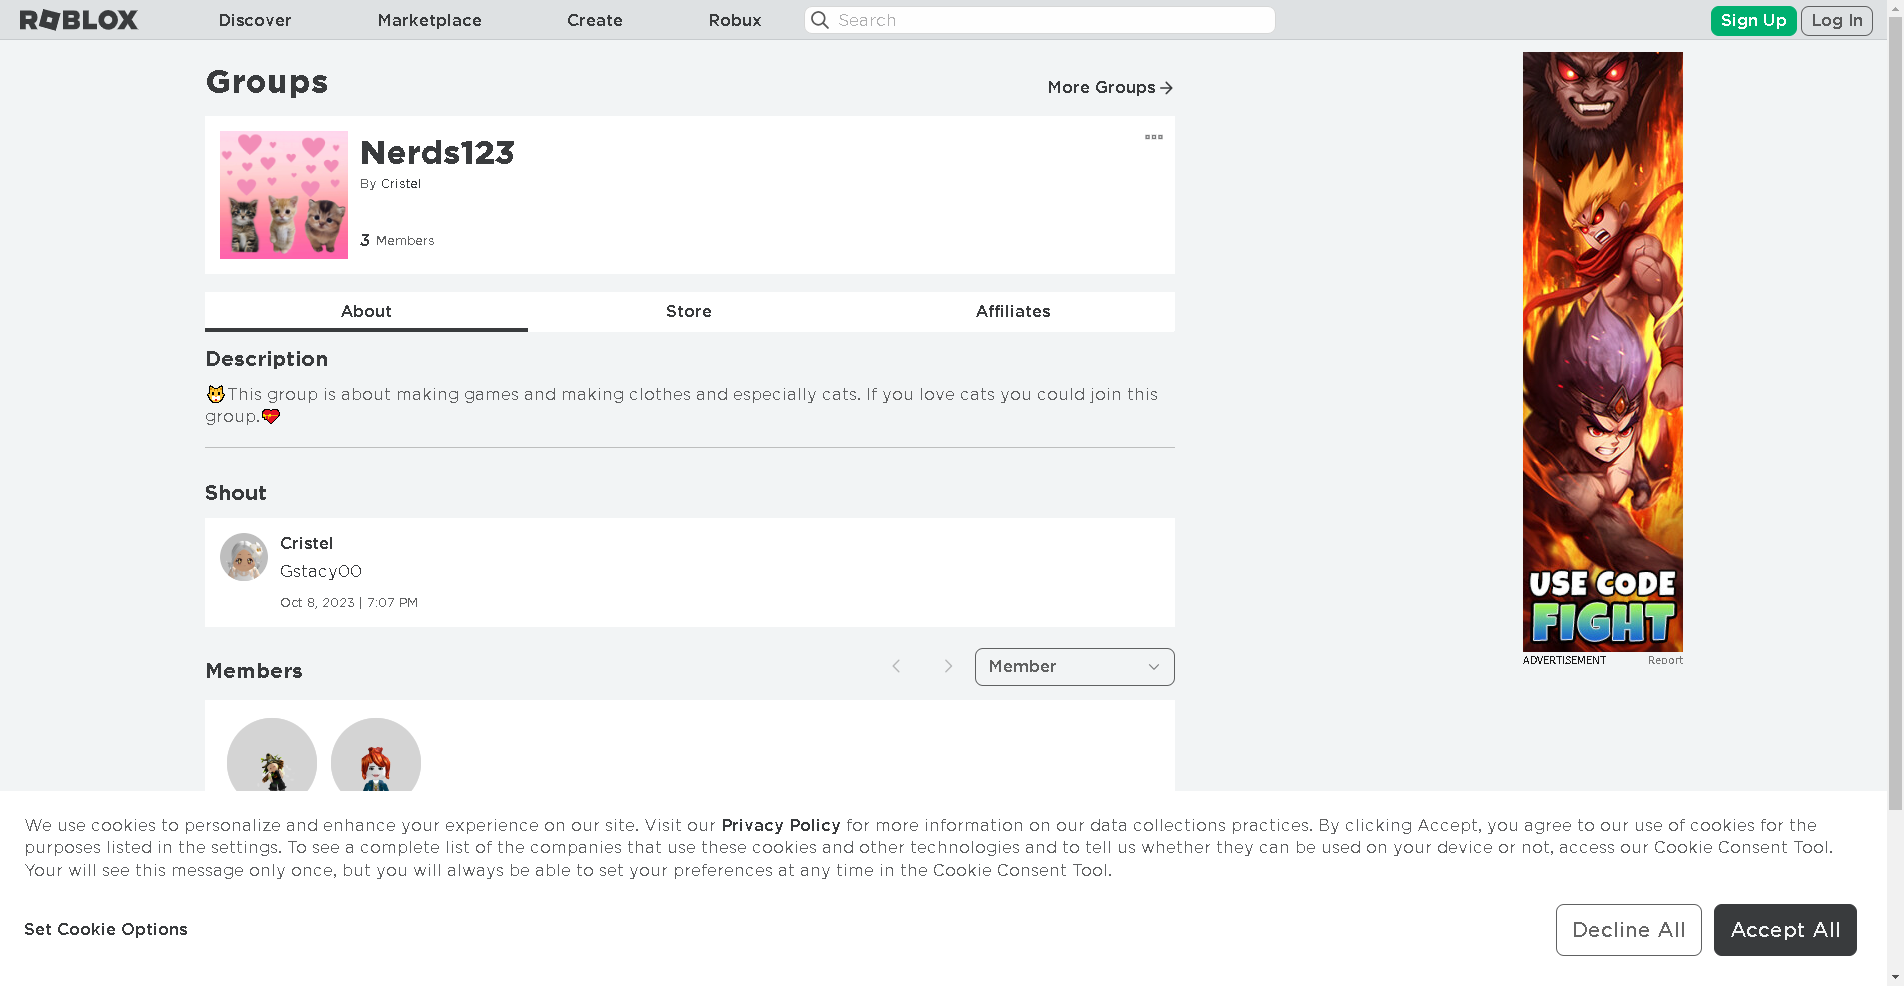 ROBLOX Discover Marketplace Create Robux Search Sign Up Log In
Groups
More Groups
Nerds123
By Cristel
3 Members
About Store Affiliates
Description
🐱This group is about making games and making clothes and especially cats. If you love cats you could join this
group.💝
Shout
Cristel
Gstacy00
Oct 8, 2023 | 7:07 PM
Members
Member
USE CODE
FIGHT
ADVERTISEMENT Report
We use cookies to personalize and enhance your experience on our site. Visit our Privacy Policy for more information on our data collections practices. By clicking Accept, you agree to our use of cookies for the
purposes listed in the settings. To see a complete list of the companies that use these cookies and other technologies and to tell us whether they can be used on your device or not, access our Cookie Consent Tool.
Your will see this message only once, but you will always be able to set your preferences at any time in the Cookie Consent Tool.
Set Cookie Options
Decline All
Accept All